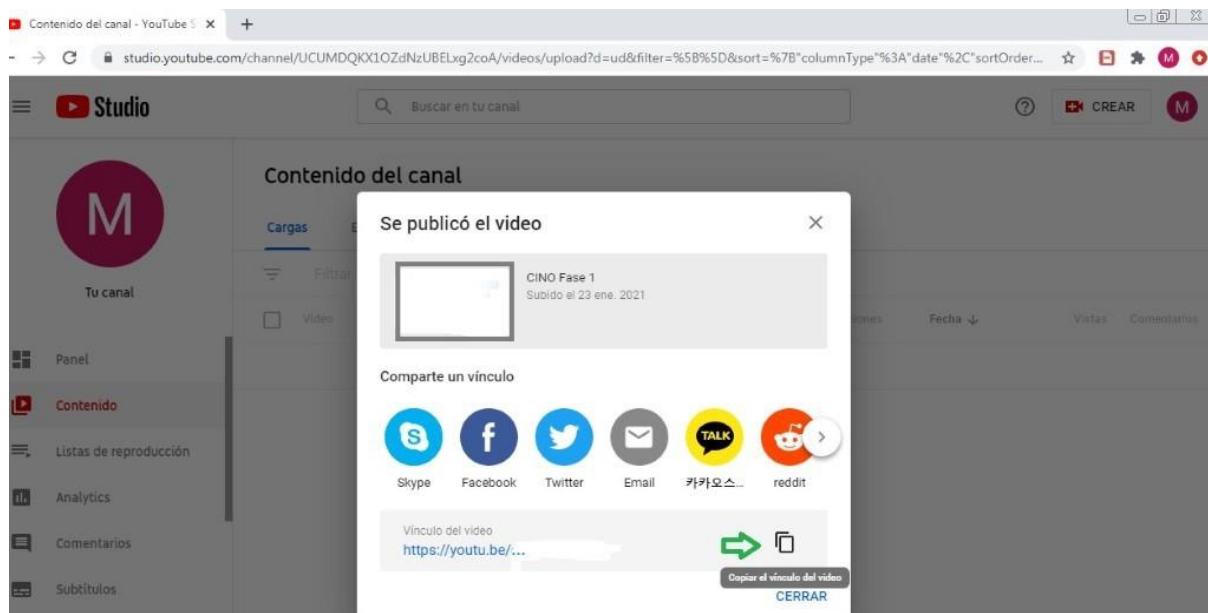 Contenido del canal - YouTube S
studio.youtube.com/channel/UCUMDQKX1OZdNzUBELxg2coA/videos/upload?d=ud&filter=%5B%5D&sort=%7B"columnType"%3A"date"%2C"sortOrder...
M
Studio
Buscar en tu canal
CREAR
M
M
Tu canal
Panel
Contenido
Listas de reproducción
Analytics
Comentarios
Subtítulos
Contenido del canal
Cargas
Filtrar
Video
Fecha
Vistas
Comentarios
Se publicó el video
CINO Fase 1
Subido el 23 ene. 2021
Comparte un vínculo
TALK
Skype Facebook Twitter Email 카카오스... reddit
Vínculo del video
https://youtu.be/...
Copiar el vínculo del video
CERRAR